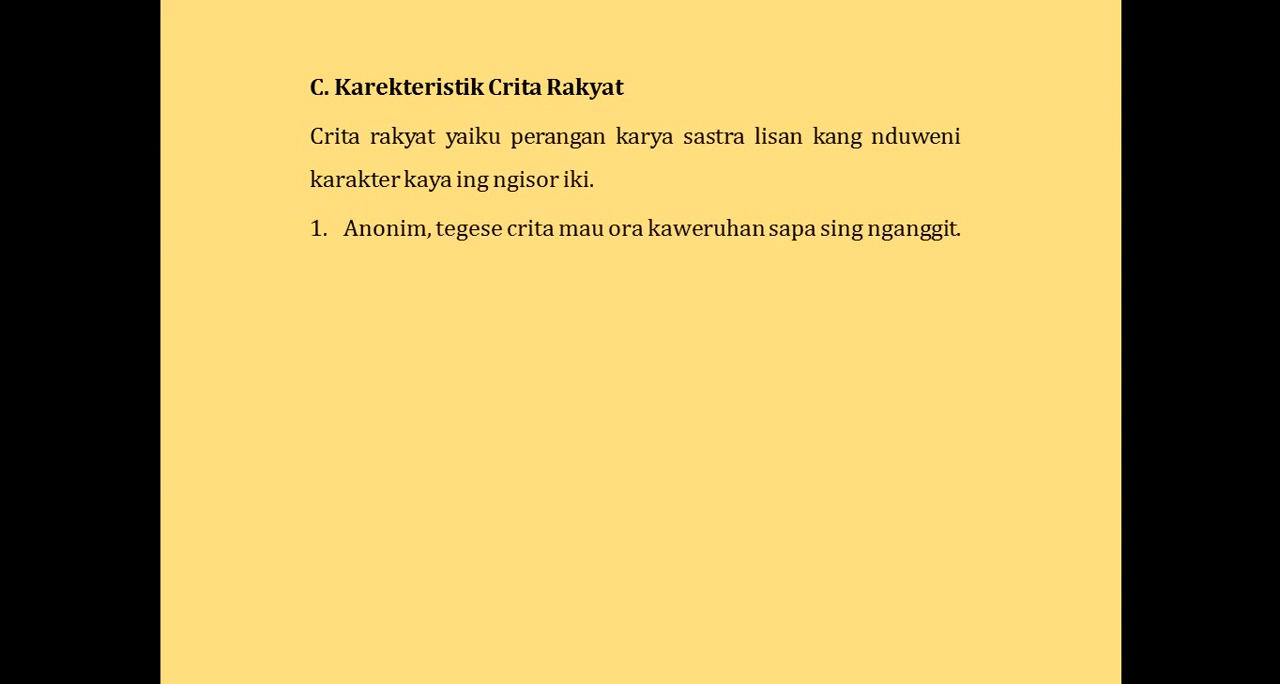 C. Karekteristik Crita Rakyat
Crita rakyat yaiku perangan karya sastra lisan kang nduweni
karakter kaya ing ngisor iki.
1. Anonim, tegese crita mau ora kaweruhan sapa sing nganggit.